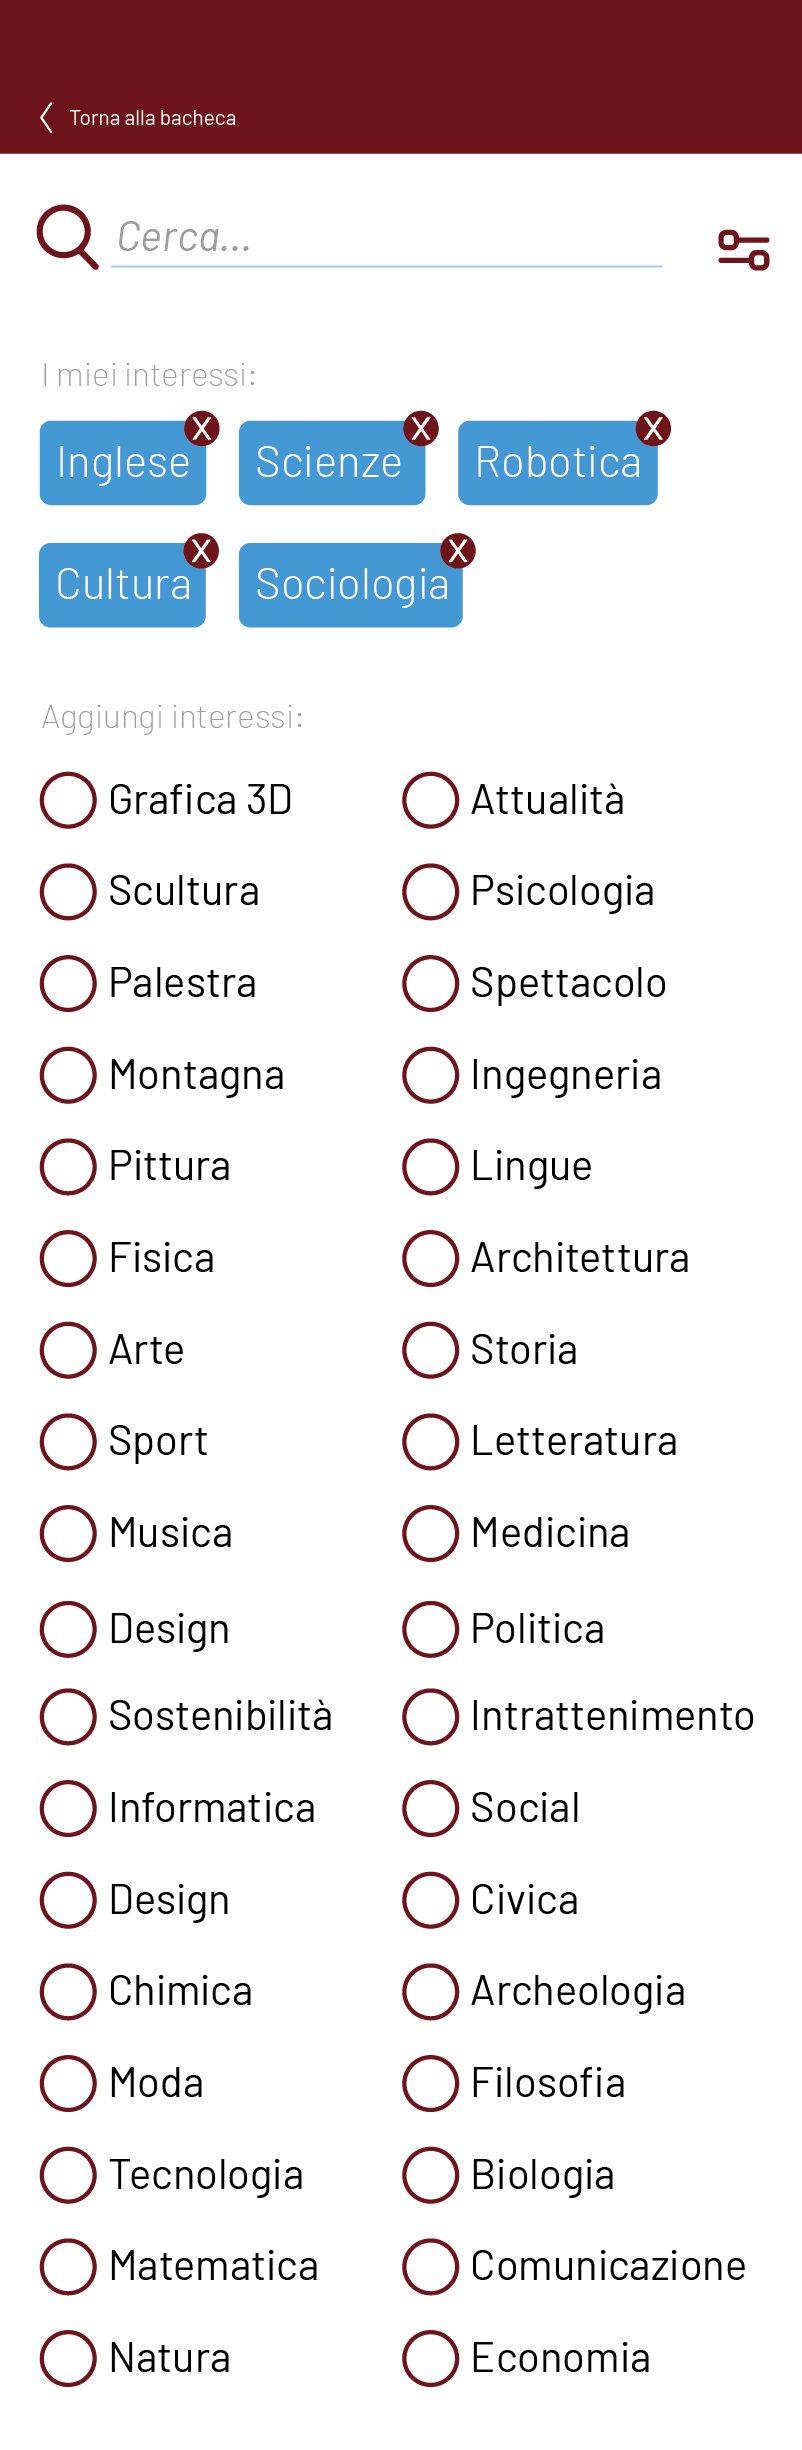 Torna alla bacheca
Cerca...
I miei interessi:
X X X
Inglese Scienze Robotica
X X
Cultura Sociologia
Aggiungi interessi:
Grafica 3D Attualità
Scultura Psicologia
Palestra Spettacolo
Montagna Ingegneria
Pittura Lingue
Fisica Architettura
Arte Storia
Sport Letteratura
Musica Medicina
Design Politica
Sostenibilità Intrattenimento
Informatica Social
Design Civica
Chimica Archeologia
Moda Filosofia
Tecnologia Biologia
Matematica Comunicazione
Natura Economia